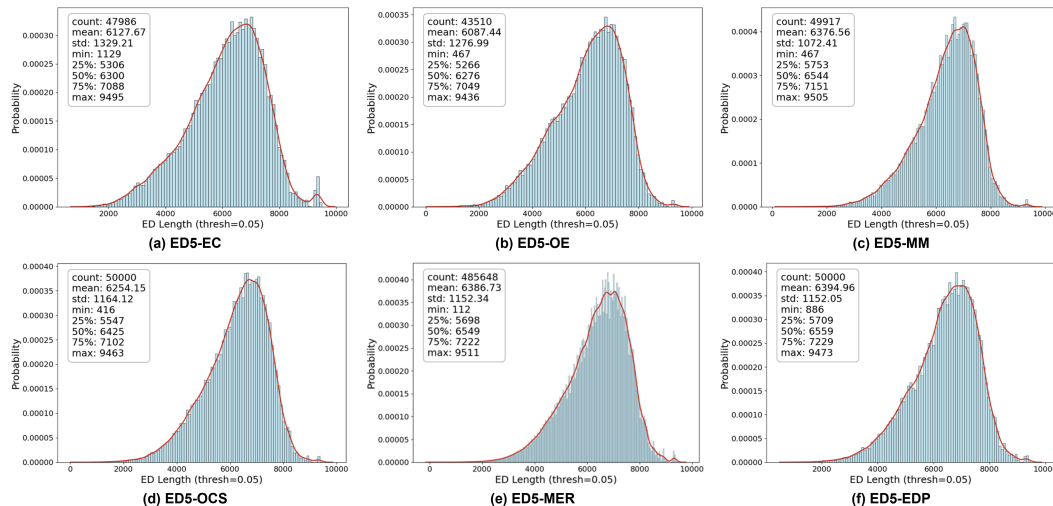 count: 47986
mean: 6127.67
std: 1329.21
min: 1129
25%: 5306
50%: 6300
75%: 7088
max: 9495
Probability
0.00030
0.00025
0.00020
0.00015
0.00010
0.00005
0.00000
2000 4000 6000 8000 10000
ED Length (thresh=0.05)
(a) ED5-EC
count: 43510
mean: 6087.44
std: 1276.99
min: 467
25%: 5266
50%: 6276
75%: 7049
max: 9436
Probability
0.00035
0.00030
0.00025
0.00020
0.00015
0.00010
0.00005
0.00000
0 2000 4000 6000 8000 10000
ED Length (thresh=0.05)
(b) ED5-OE
count: 49917
mean: 6376.56
std: 1072.41
min: 467
25%: 5753
50%: 6544
75%: 7151
max: 9505
Probability
0.0004
0.0003
0.0002
0.0001
0.0000
0 2000 4000 6000 8000 10000
ED Length (thresh=0.05)
(c) ED5-MM
count: 50000
mean: 6254.15
std: 1164.12
min: 416
25%: 5547
50%: 6425
75%: 7102
max: 9463
Probability
0.00040
0.00035
0.00030
0.00025
0.00020
0.00015
0.00010
0.00005
0.00000
0 2000 4000 6000 8000 10000
ED Length (thresh=0.05)
(d) ED5-OCS
count: 485648
mean: 6386.73
std: 1152.34
min: 112
25%: 5698
50%: 6549
75%: 7222
max: 9511
Probability
0.00040
0.00035
0.00030
0.00025
0.00020
0.00015
0.00010
0.00005
0.00000
0 2000 4000 6000 8000 10000
ED Length (thresh=0.05)
(e) ED5-MER
count: 50000
mean: 6394.96
std: 1152.05
min: 886
25%: 5709
50%: 6559
75%: 7229
max: 9473
Probability
0.00040
0.00035
0.00030
0.00025
0.00020
0.00015
0.00010
0.00005
0.00000
2000 4000 6000 8000 10000
ED Length (thresh=0.05)
(f) ED5-EDP